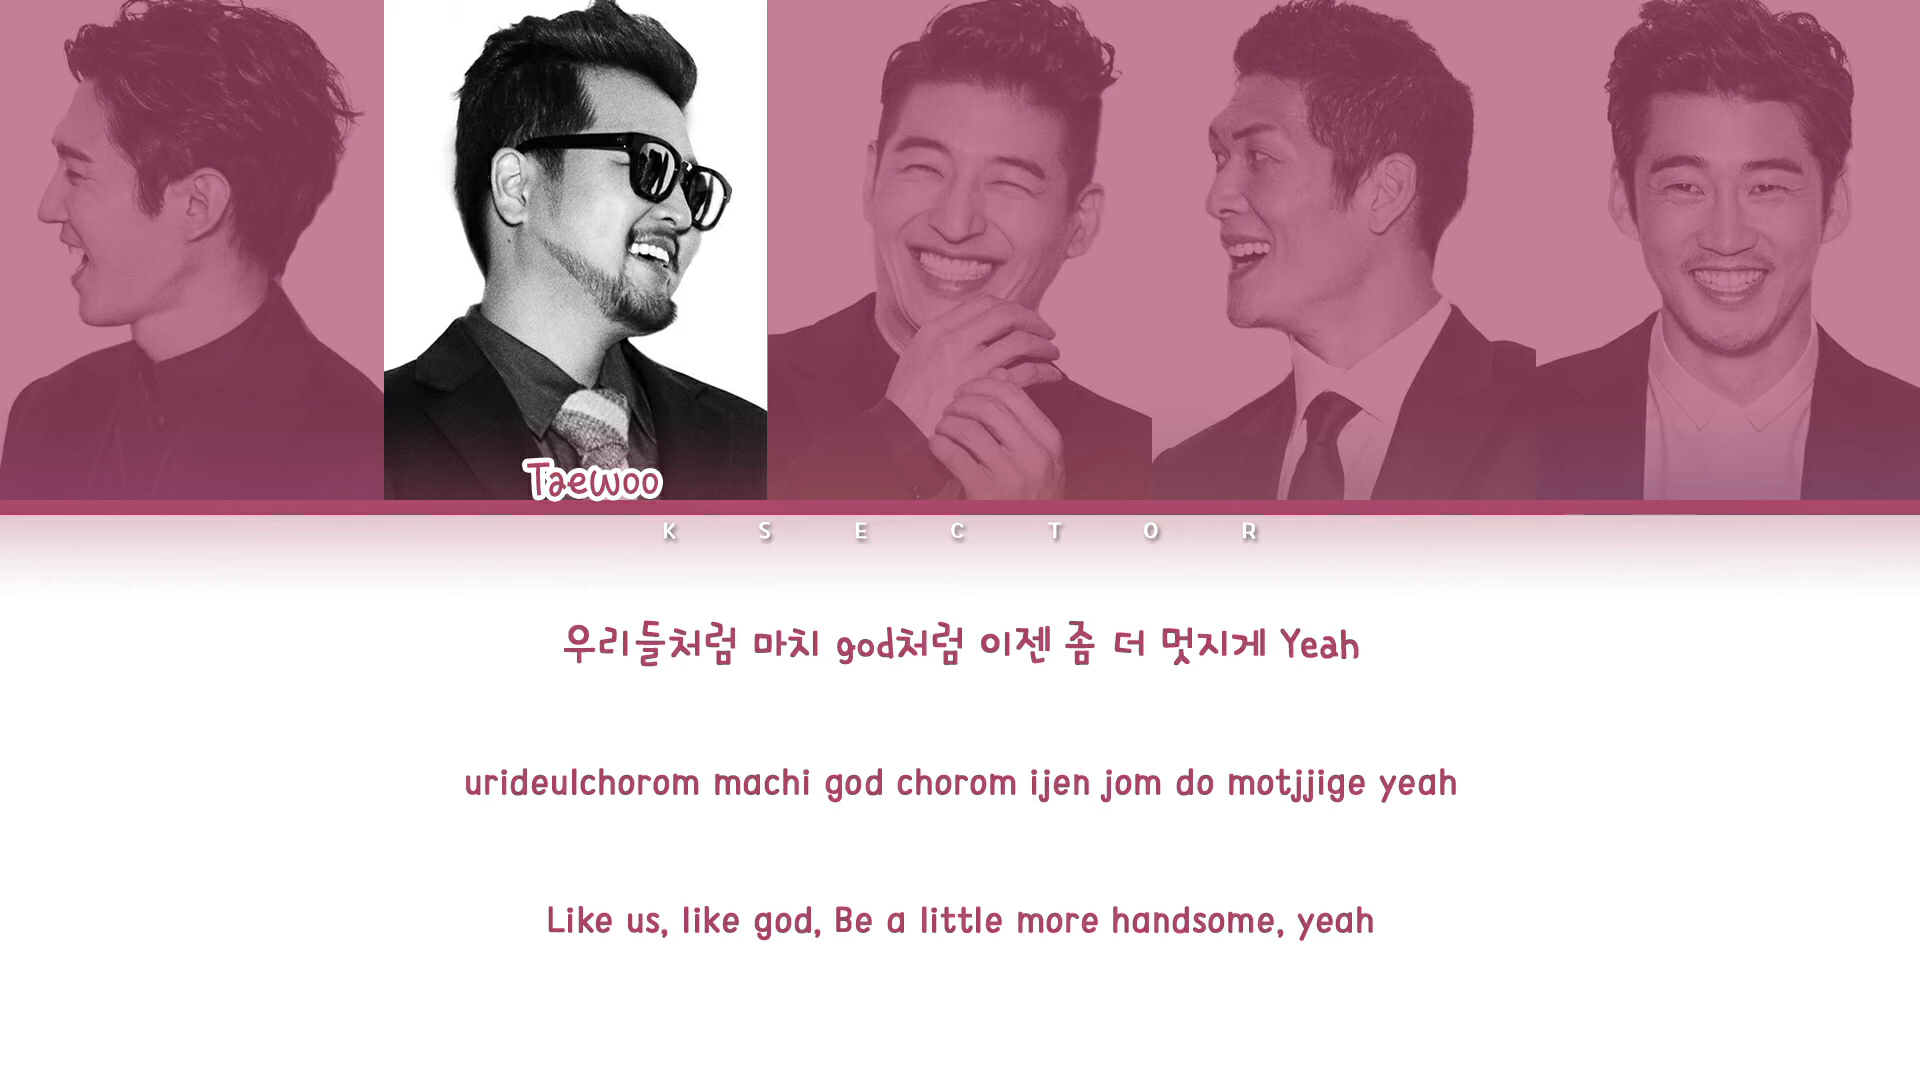 Taewoo
K S E C T O R
우리들처럼 마치 god처럼 이젠 좀 더 멋지게 Yeah
urideulchorom machi god chorom ijen jom do motjjige yeah
Like us, like god, Be a little more handsome, yeah